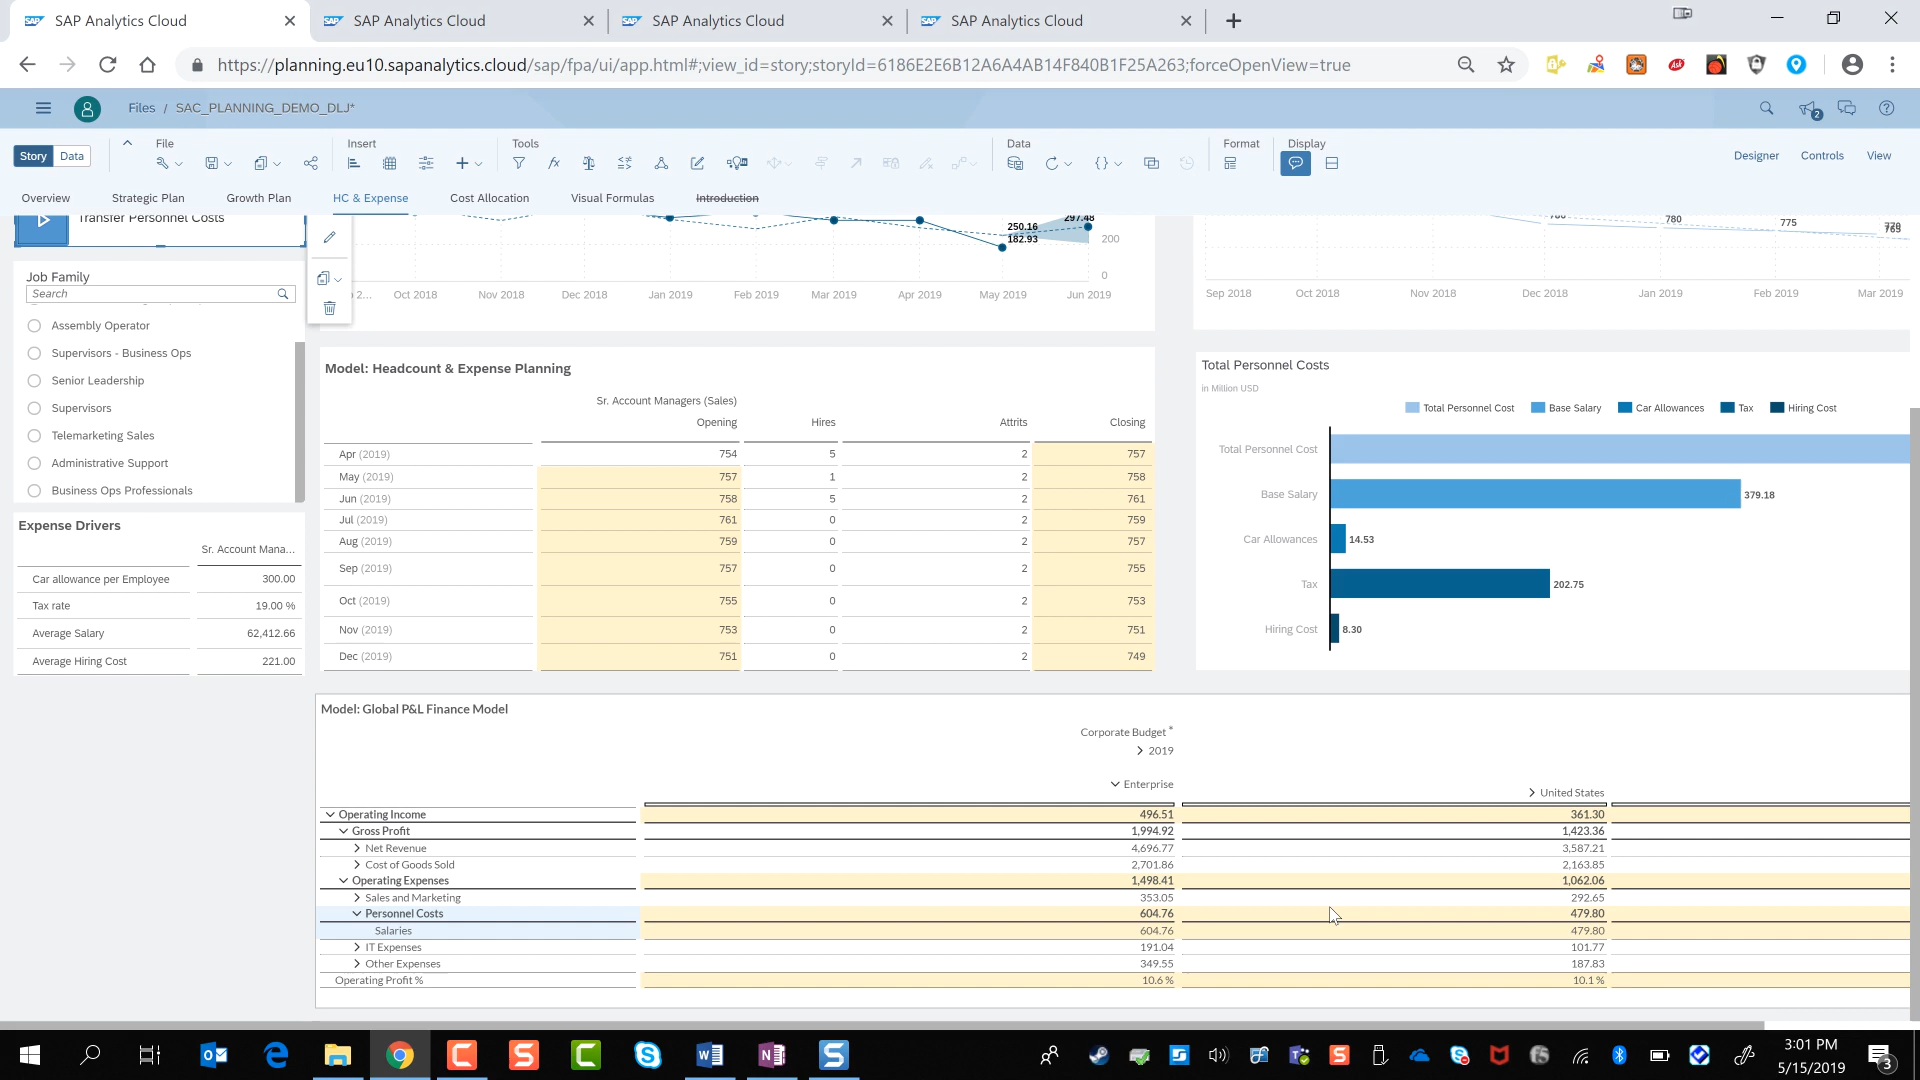 SAP Analytics Cloud
SAP Analytics Cloud
SAP Analytics Cloud
SAP Analytics Cloud
https://planning.eu10.sapanalytics.cloud/sap/fpa/ui/app.html#;view_id=story;storyId=6186E2E6B12A6A4AB14F840B1F25A263;forceOpenView=true
Files / SAC_PLANNING_DEMO_DLJ*
2
Story Data
File
Insert
Tools
Data
Format
Display
Designer Controls View
Overview Strategic Plan Growth Plan HC & Expense Cost Allocation Visual Formulas Introduction
Transfer Personnel Costs
250.16
182.93
297.48
200
0
Oct 2018 Nov 2018 Dec 2018 Jan 2019 Feb 2019 Mar 2019 Apr 2019 May 2019 Jun 2019
780
775
Sep 2018 Oct 2018 Nov 2018 Dec 2018 Jan 2019 Feb 2019 Mar 2019
Job Family
Search
Assembly Operator
Supervisors - Business Ops
Senior Leadership
Supervisors
Telemarketing Sales
Administrative Support
Business Ops Professionals
Expense Drivers
Sr. Account Mana...
Car allowance per Employee 300.00
Tax rate 19.00 %
Average Salary 62,412.66
Average Hiring Cost 221.00
Model: Headcount & Expense Planning
Sr. Account Managers (Sales)
Opening Hires Attrits Closing
Apr (2019) 754 5 2 757
May (2019) 757 1 2 758
Jun (2019) 758 5 2 761
Jul (2019) 761 0 2 759
Aug (2019) 759 0 2 757
Sep (2019) 757 0 2 755
Oct (2019) 755 0 2 753
Nov (2019) 753 0 2 751
Dec (2019) 751 0 2 749
Total Personnel Costs
in Million USD
Total Personnel Cost Base Salary Car Allowances Tax Hiring Cost
Total Personnel Cost
Base Salary 379.18
Car Allowances 14.53
Tax 202.75
Hiring Cost 8.30
Model: Global P&L Finance Model
Corporate Budget *
2019
Enterprise
United States
Operating Income 496.51 361.30
Gross Profit 1,994.92 1,423.36
Net Revenue 4,696.77 3,587.21
Cost of Goods Sold 2,701.86 2,163.85
Operating Expenses 1,498.41 1,062.06
Sales and Marketing 353.05 292.65
Personnel Costs 604.76 479.80
Salaries 604.76 479.80
IT Expenses 191.04 101.77
Other Expenses 349.55 187.83
Operating Profit % 10.6 % 10.1 %
3:01 PM
5/15/2019
3